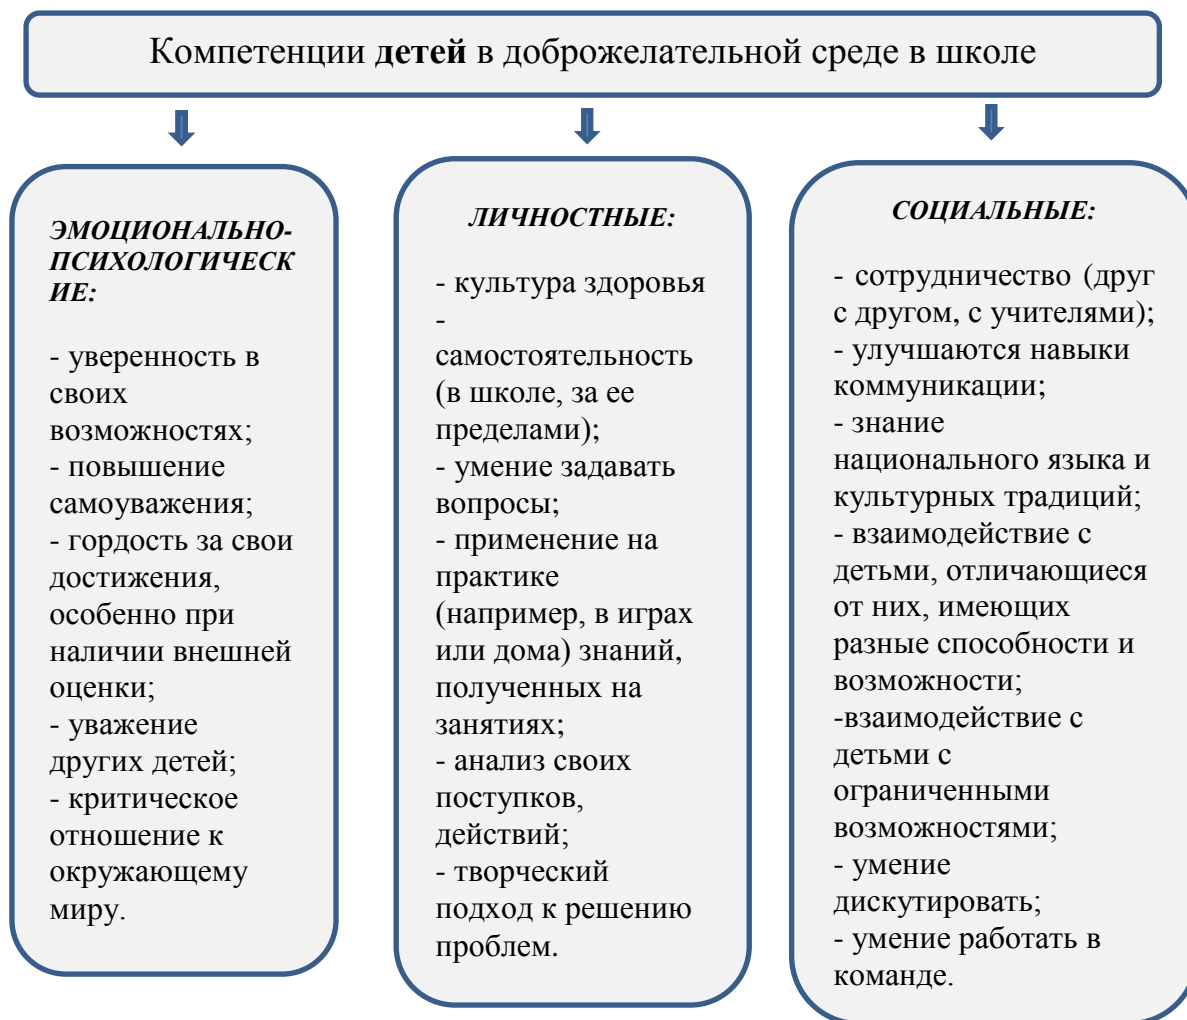 Компетенции детей в доброжелательной среде в школе
ЭМОЦИОНАЛЬНО-
ПСИХОЛОГИЧЕСК
ИЕ:
- уверенность в
своих
возможностях;
- повышение
самоуважения;
- гордость за свои
достижения,
особенно при
наличии внешней
оценки;
- уважение
других детей;
- критическое
отношение к
окружающему
миру.
ЛИЧНОСТНЫЕ:
- культура здоровья
-
самостоятельность
(в школе, за ее
пределами);
- умение задавать
вопросы;
- применение на
практике
(например, в играх
или дома) знаний,
полученных на
занятиях;
- анализ своих
поступков,
действий;
- творческий
подход к решению
проблем.
СОЦИАЛЬНЫЕ:
- сотрудничество (друг
с другом, с учителями);
- улучшаются навыки
коммуникации;
- знание
национального языка и
культурных традиций;
- взаимодействие с
детьми, отличающиеся
от них, имеющих
разные способности и
возможности;
-взаимодействие с
детьми с
ограниченными
возможностями;
- умение
дискутировать;
- умение работать в
команде.